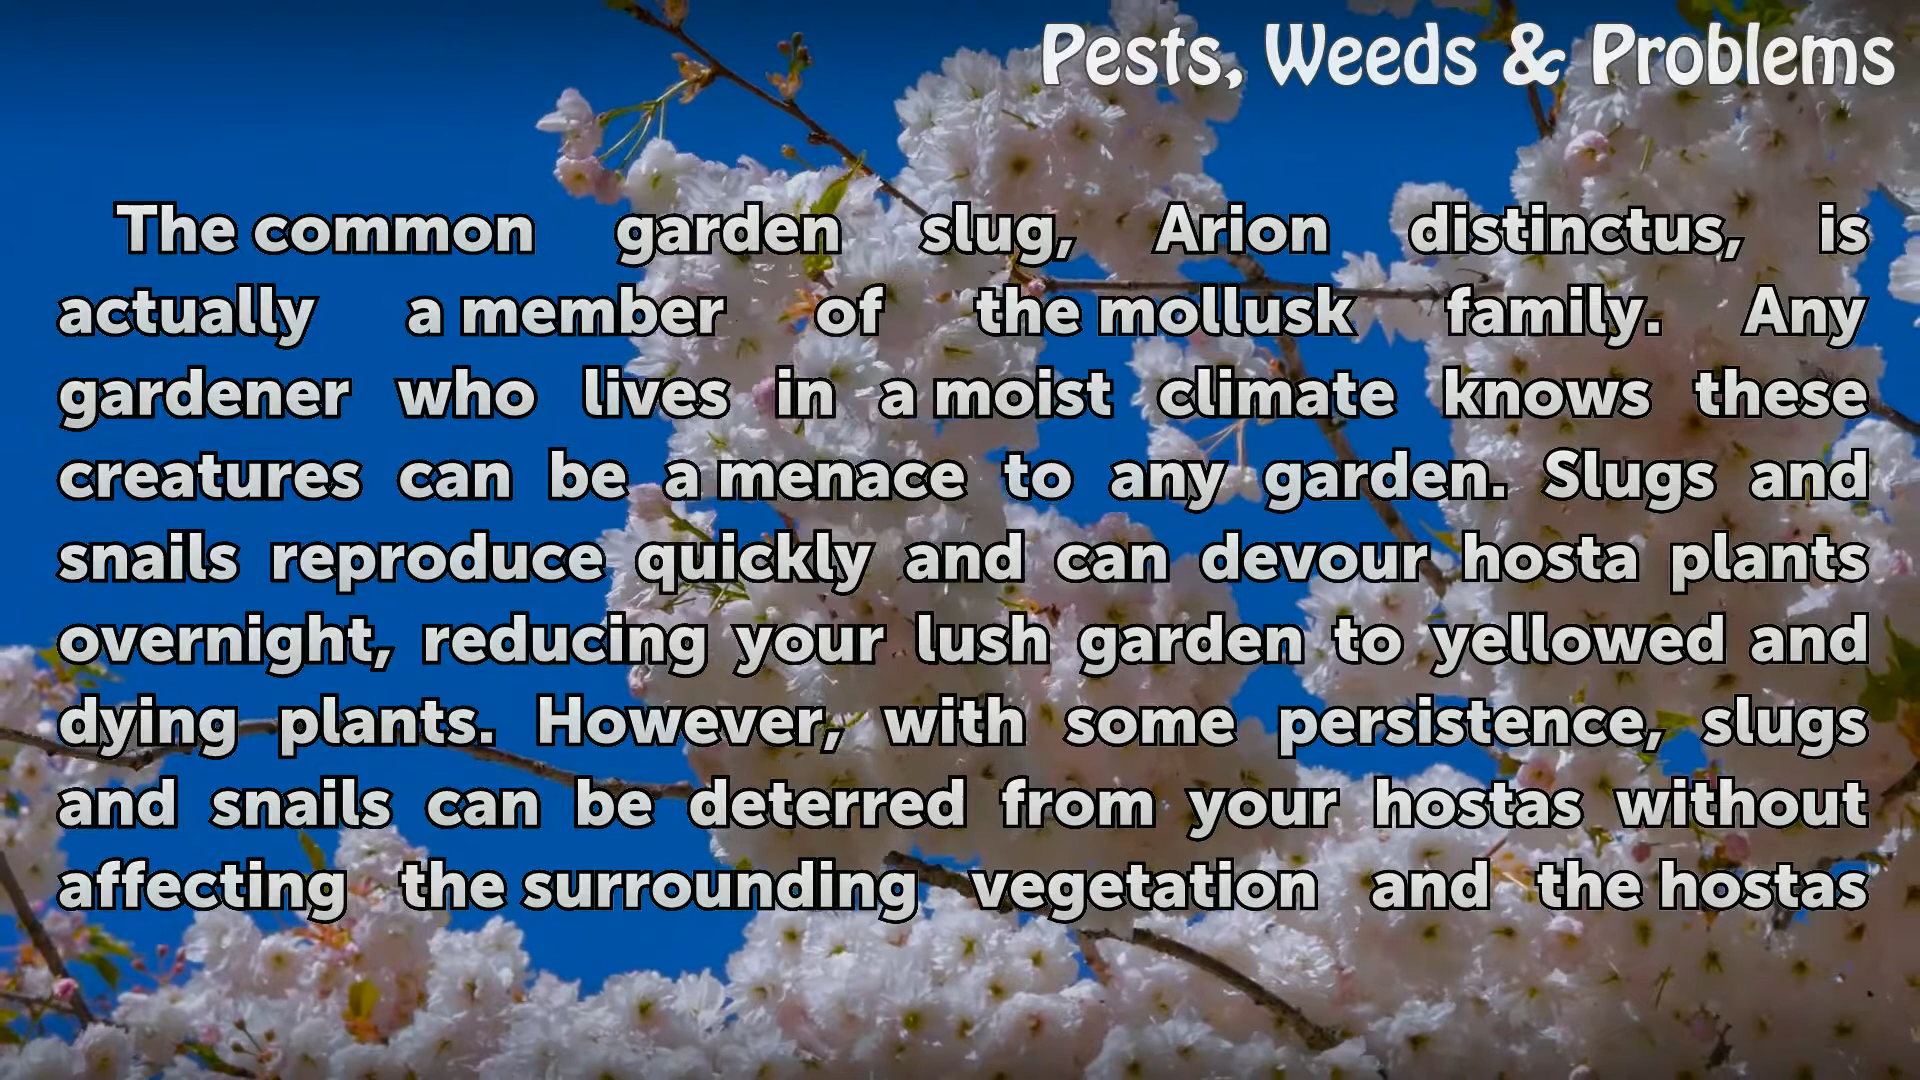 Pests, Weeds & Problems
The common garden slug, Arion distinctus, is
actually a member of the mollusk family. Any
gardener who lives in a moist climate knows these
creatures can be a menace to any garden. Slugs and
snails reproduce quickly and can devour hosta plants
overnight, reducing your lush garden to yellowed and
dying plants. However, with some persistence, slugs
and snails can be deterred from your hostas without
affecting the surrounding vegetation and the hostas